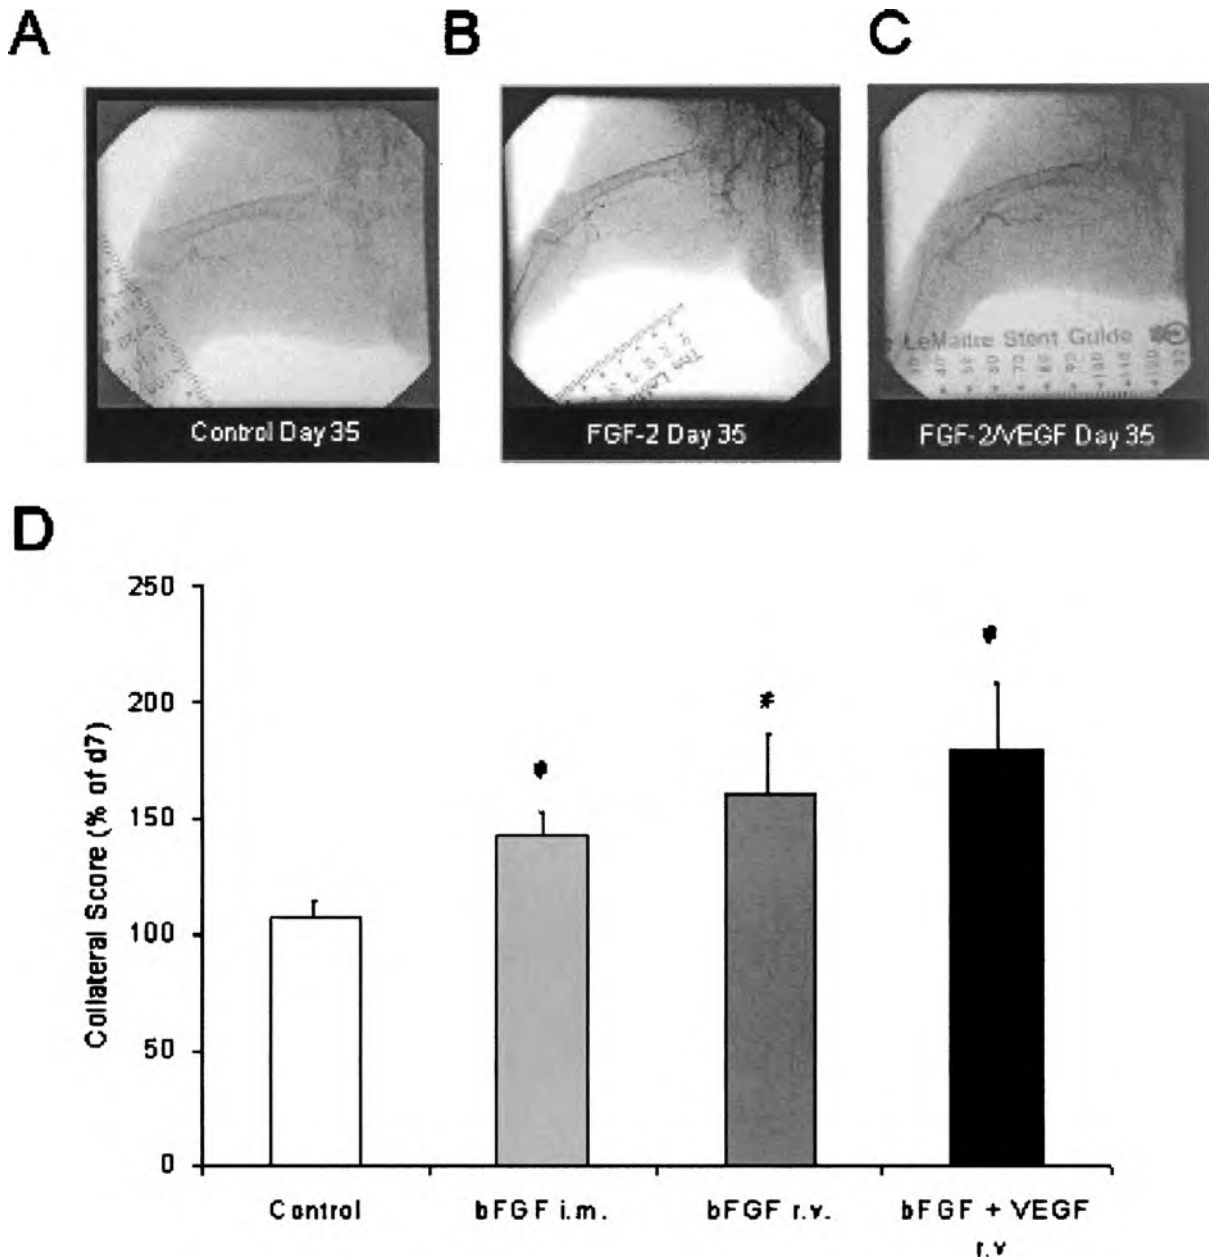 A
B
C
Control Day 35
FGF-2 Day 35
LeMaitre Stent Guide
FGF-2/VEGF Day 35
D
Collateral Score (% of d7)
250
200
150
100
50
0
#
Control
bFGF i.m.
bFGF r.v.
bFGF + VEGF
r.v